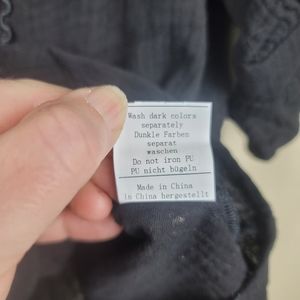 Wash dark colors
separately
Dunkle Farben
separat
waschen
Do not iron PU
PU nicht bügeln
Made in China
in China hergestellt